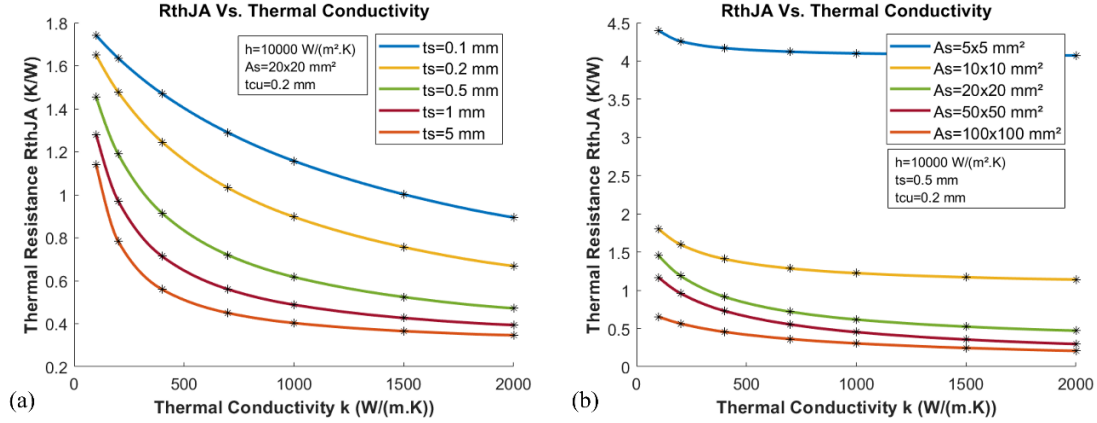 RthJA Vs. Thermal Conductivity
Thermal Resistance RthJA (K/W)
1.8
1.6
1.4
1.2
1
0.8
0.6
0.4
0.2
h=10000 W/(m².K)
As=20x20 mm²
tcu=0.2 mm
ts=0.1 mm
ts=0.2 mm
ts=0.5 mm
ts=1 mm
ts=5 mm
0 500 1000 1500 2000
(a) Thermal Conductivity k (W/(m.K))
RthJA Vs. Thermal Conductivity
Thermal Resistance RthJA (K/W)
4.5
4
3.5
3
2.5
2
1.5
1
0.5
0
As=5x5 mm²
As=10x10 mm²
As=20x20 mm²
As=50x50 mm²
As=100x100 mm²
h=10000 W/(m².K)
ts=0.5 mm
tcu=0.2 mm
0 500 1000 1500 2000
(b) Thermal Conductivity k (W/(m.K))